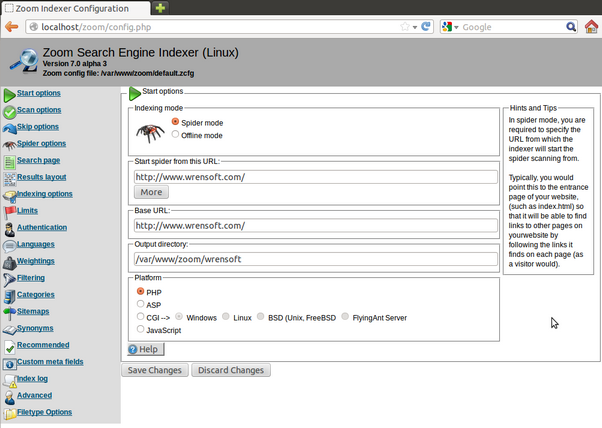 Zoom Indexer Configuration
localhost/zoom/config.php
Google
Zoom Search Engine Indexer (Linux)
Version 7.0 alpha 3
Zoom config file: /var/www/zoom/default.zcfg
Start options
Scan options
Skip options
Spider options
Search page
Results layout
Indexing options
Limits
Authentication
Languages
Weightings
Filtering
Categories
Sitemaps
Synonyms
Recommended
Custom meta fields
Index log
Advanced
Filetype Options
Start options
Indexing mode
Spider mode
Offline mode
Start spider from this URL:
http://www.wrensoft.com/
More
Base URL:
http://www.wrensoft.com/
Output directory:
/var/www/zoom/wrensoft
Platform
PHP
ASP
CGI --> Windows Linux BSD (Unix, FreeBSD FlyingAnt Server
JavaScript
Help
Save Changes Discard Changes
Hints and Tips
In spider mode, you are
required to specify the
URL from which the
indexer will start the
spider scanning from.
Typically, you would
point this to the entrance
page of your website,
(such as index.html) so
that it will be able to find
links to other pages on
yourwebsite by
following the links it
finds on each page (as
a visitor would).